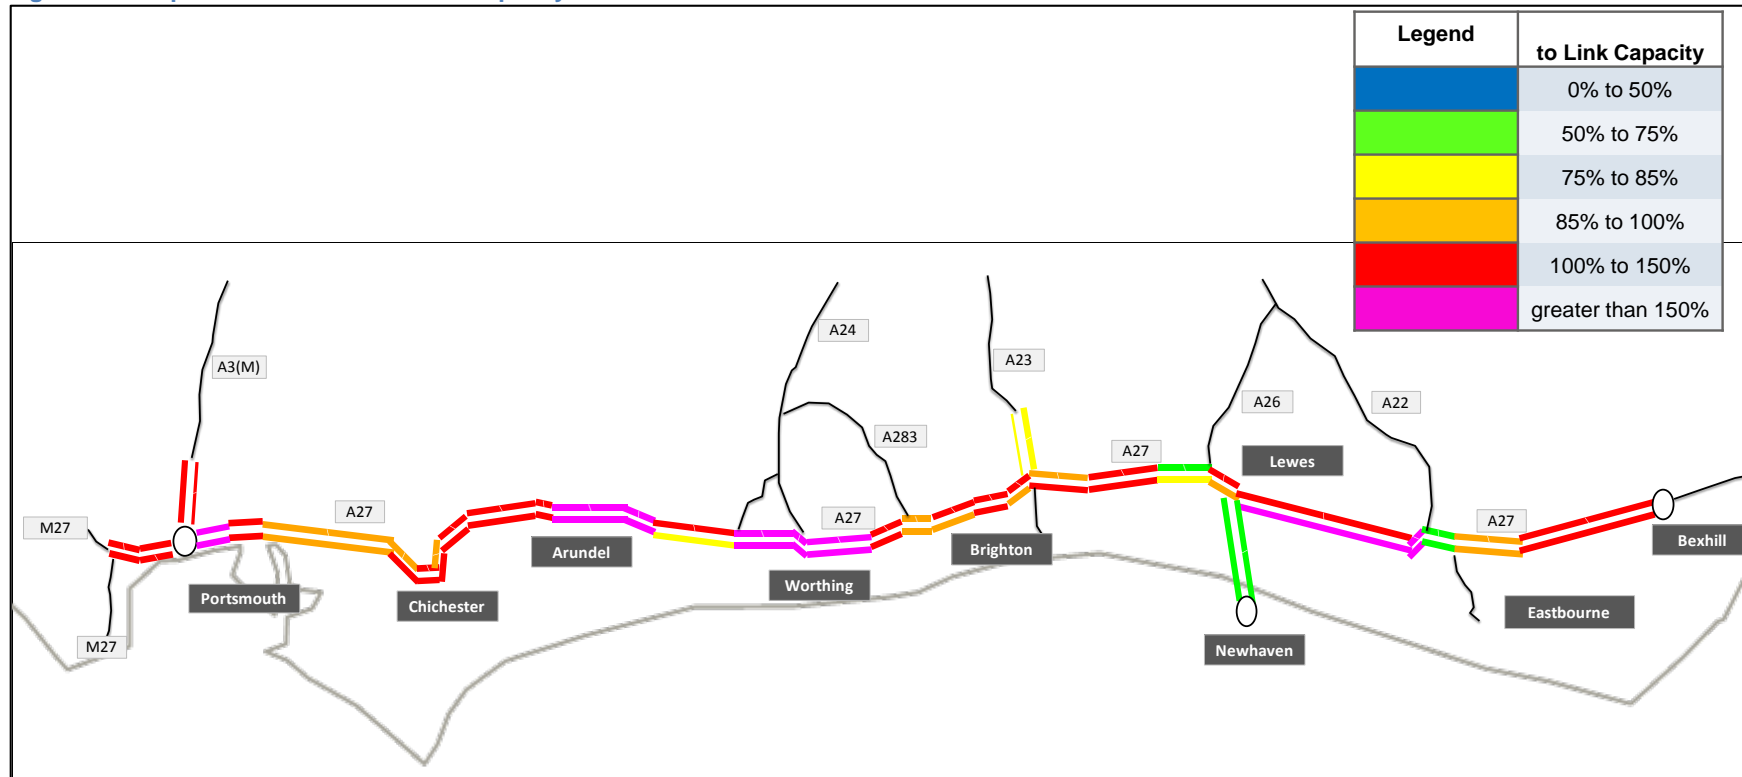 Legend
to Link Capacity
0% to 50%
50% to 75%
75% to 85%
85% to 100%
100% to 150%
greater than 150%
A24
A3(M)
A23
A26
A22
A283
A27
Lewes
A27
M27
A27
A27
Bexhill
Arundel
Brighton
Worthing
Portsmouth
Chichester
Eastbourne
M27
Newhaven